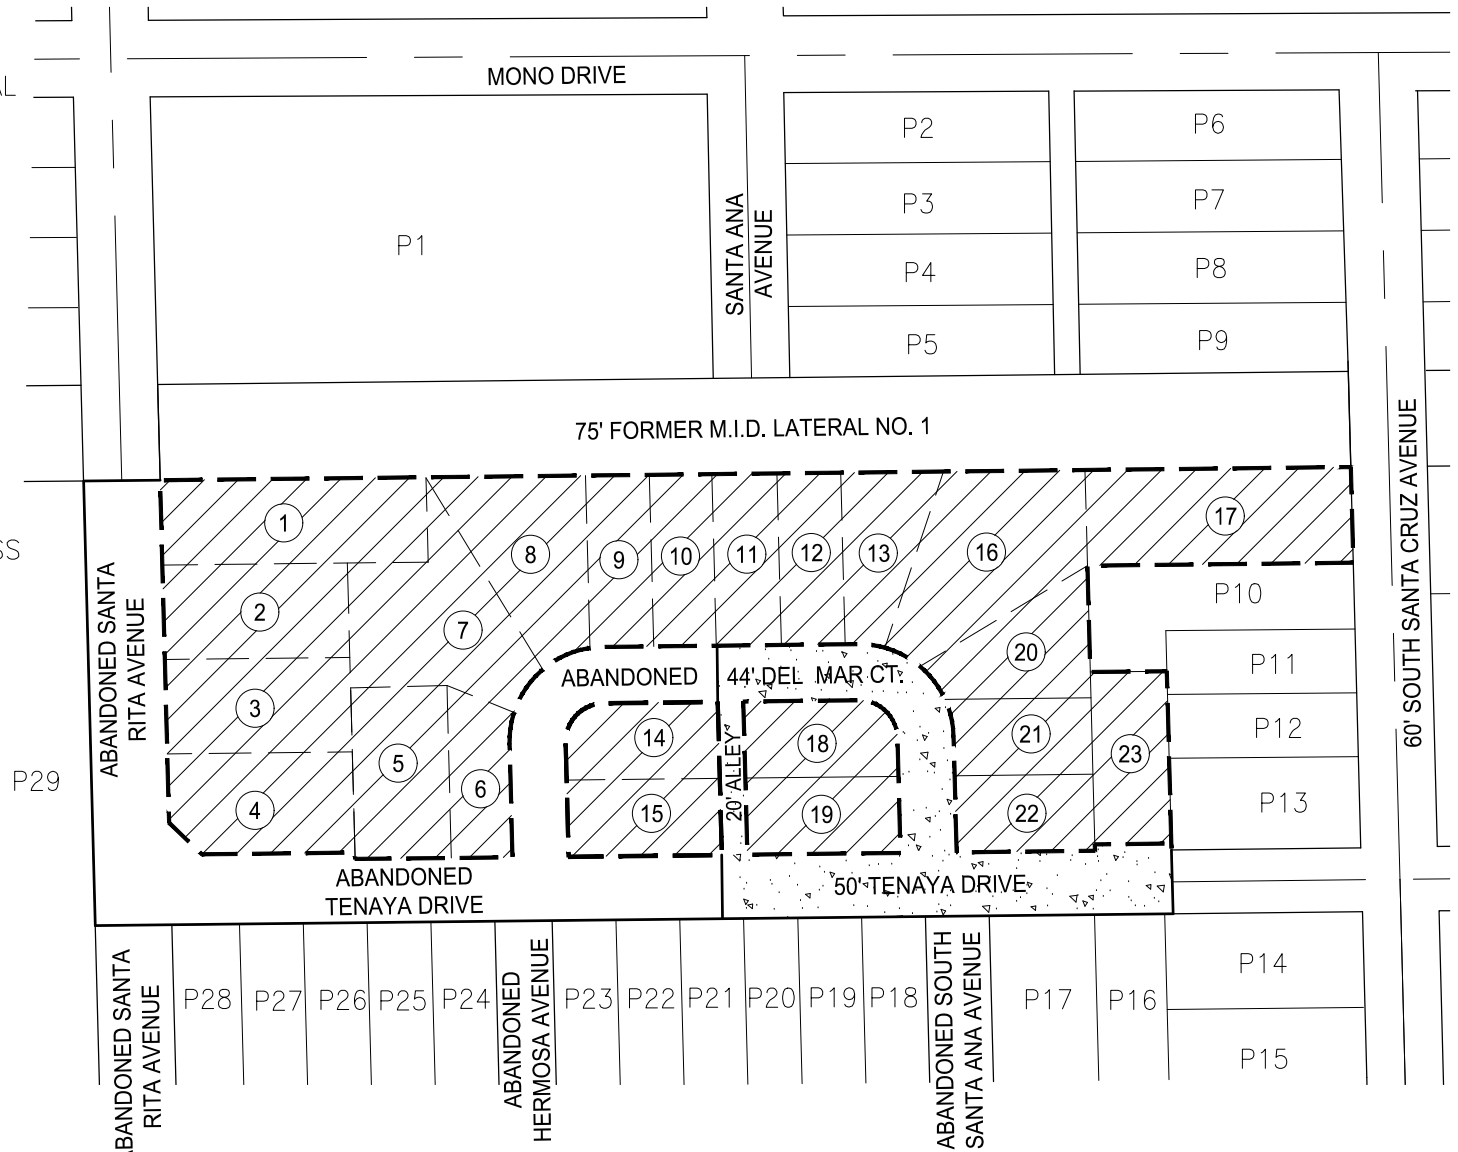 MONO DRIVE
AL
P2
P6
P3
P7
P1
SANTA ANA
AVENUE
P4
P8
P5
P9
75' FORMER M.I.D. LATERAL NO. 1
60' SOUTH SANTA CRUZ AVENUE
SS
ABANDONED SANTA
RITA AVENUE
1
2
3
4
5
6
7
8
9
10
11
12
13
16
17
P10
20
P11
ABANDONED
44' DEL MAR CT.
14
15
20' ALLEY
18
19
21
22
23
P12
P13
P29
ABANDONED
TENAYA DRIVE
50' TENAYA DRIVE
ABANDONED SANTA
RITA AVENUE
P28
P27
P26
P25
P24
ABANDONED
HERMOSA AVENUE
P23
P22
P21
P20
P19
P18
ABANDONED SOUTH
SANTA ANA AVENUE
P17
P16
P14
P15